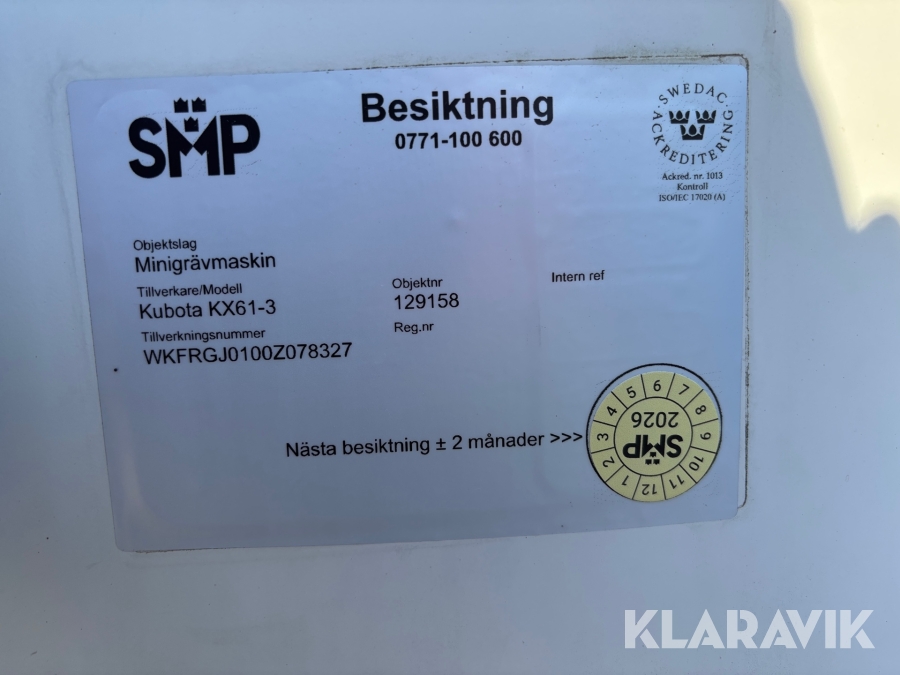 SMP
Besiktning
0771-100 600
SWEDAC
ACKREDITERING
Ackred. nr. 1013
Kontroll
ISO/IEC 17020 (A)
Objektslag
Minigrävmaskin
Tillverkare/Modell
Kubota KX61-3
Objektnr
129158
Intern ref
Tillverkningsnummer
WKFRGJ0100Z078327
Reg.nr
Nästa besiktning ± 2 månader >>>
1 2 3 4 5 6 7 8 9 10 11 12
SMP
2026
KLARAVIK